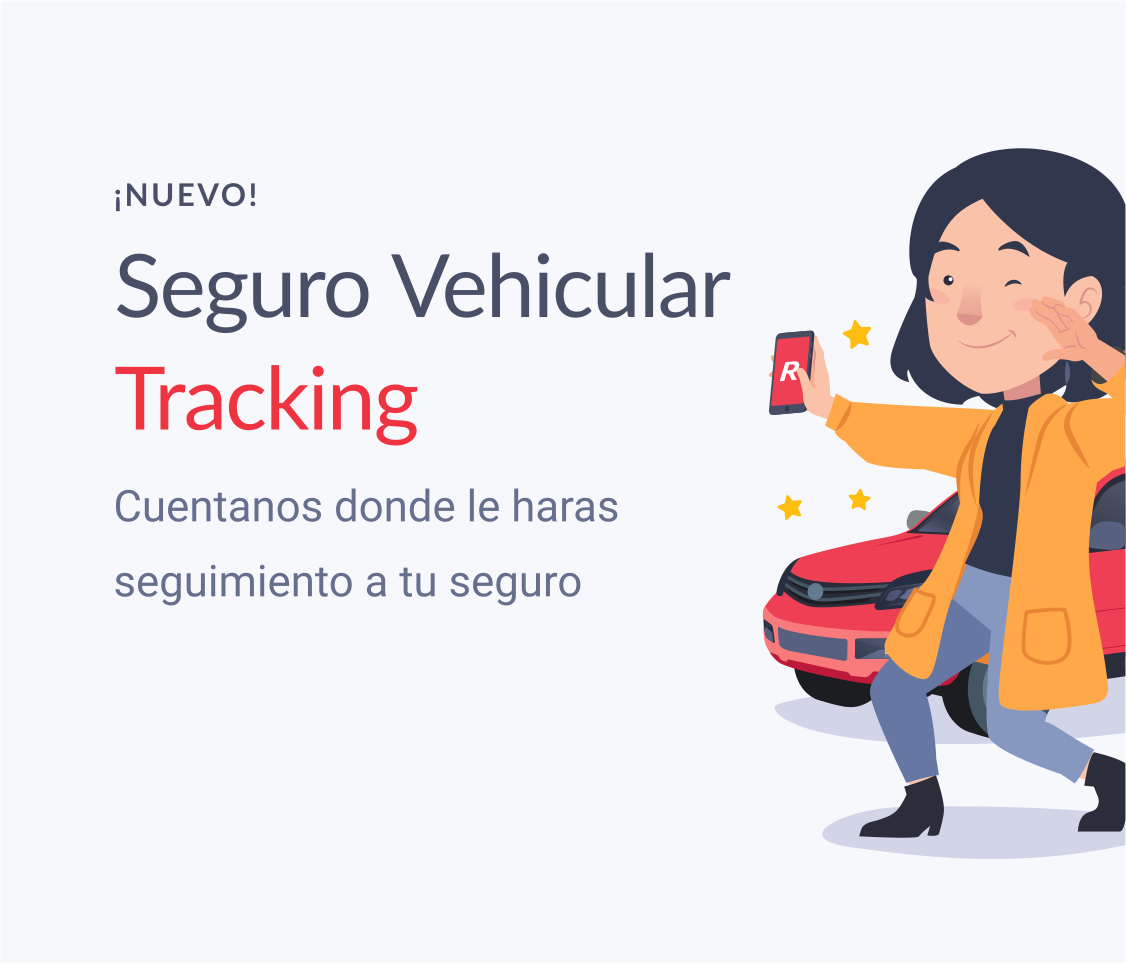 ¡NUEVO!
Seguro Vehicular
Tracking
Cuentanos donde le haras
seguimiento a tu seguro
R